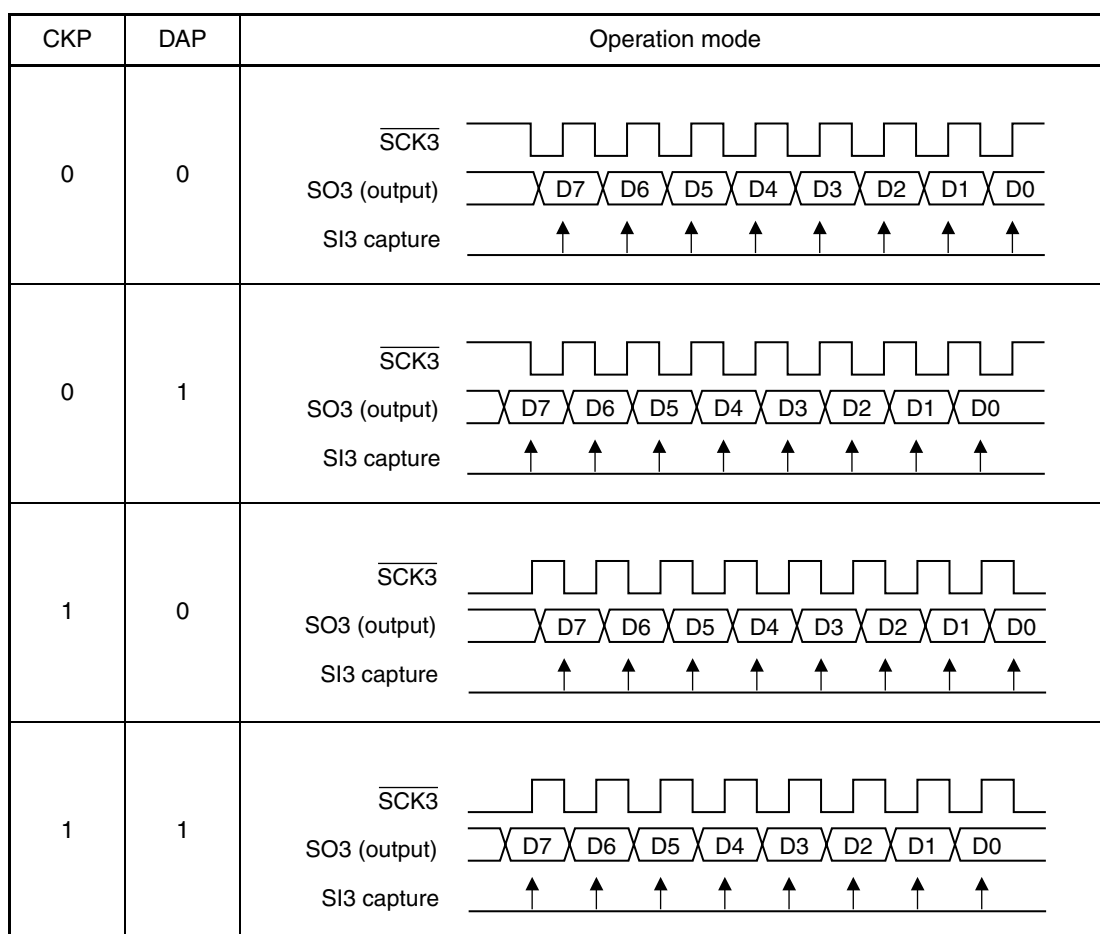 CKP DAP Operation mode
0 0
SCK3
SO3 (output) D7 D6 D5 D4 D3 D2 D1 D0
SI3 capture
0 1
SCK3
SO3 (output) D7 D6 D5 D4 D3 D2 D1 D0
SI3 capture
1 0
SCK3
SO3 (output) D7 D6 D5 D4 D3 D2 D1 D0
SI3 capture
1 1
SCK3
SO3 (output) D7 D6 D5 D4 D3 D2 D1 D0
SI3 capture